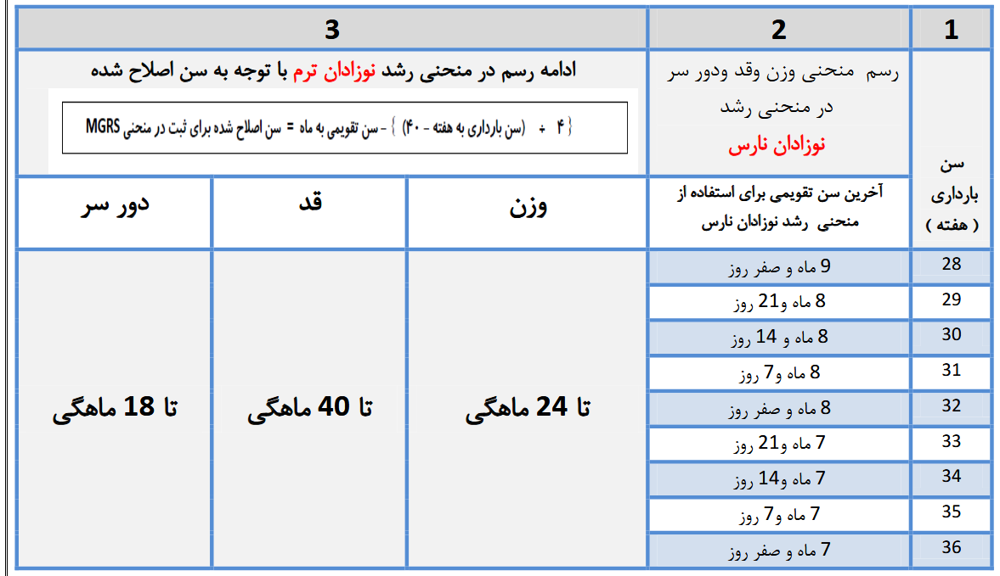 1
2
3
سن
بارداری
( هفته )
رسم منحنی وزن وقد ودور سر
در منحنی رشد
نوزادان نارس
ادامه رسم در منحنی رشد نوزادان ترم با توجه به سن اصلاح شده
{ ۴ ÷ (سن بارداری به هفته – ۴۰) } – سن تقویمی به ماه = سن اصلاح شده برای ثبت در منحنی MGRS
آخرین سن تقویمی برای استفاده از
منحنی رشد نوزادان نارس
وزن
قد
دور سر
28
9 ماه و صفر روز
29
8 ماه و21 روز
30
8 ماه و 14 روز
31
8 ماه و7 روز
32
8 ماه و صفر روز
33
7 ماه و21 روز
34
7 ماه و14 روز
35
7 ماه و7 روز
36
7 ماه و صفر روز
تا 24 ماهگی
تا 40 ماهگی
تا 18 ماهگی